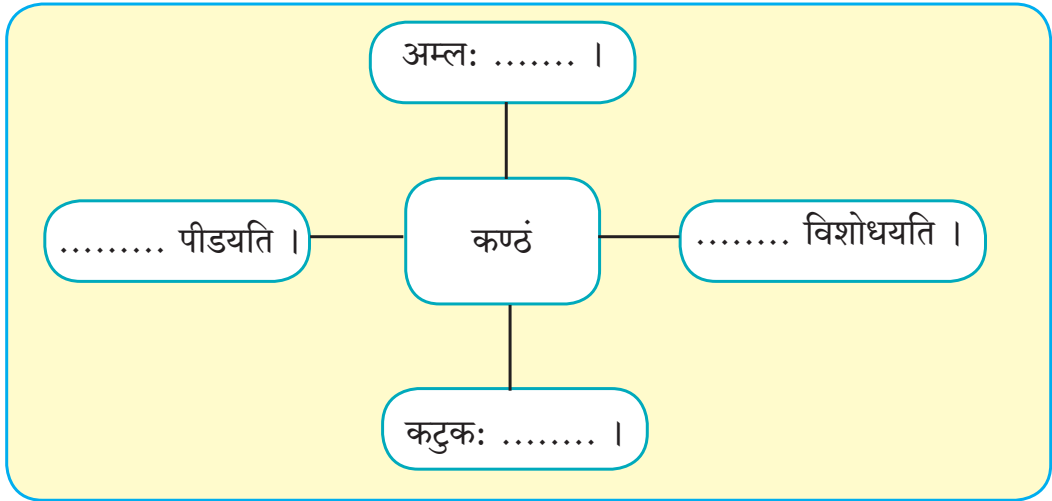 अम्ल: ....... ।
......... पीडयति ।
कण्ठं
........ विशोधयति ।
कटुक: ........ ।